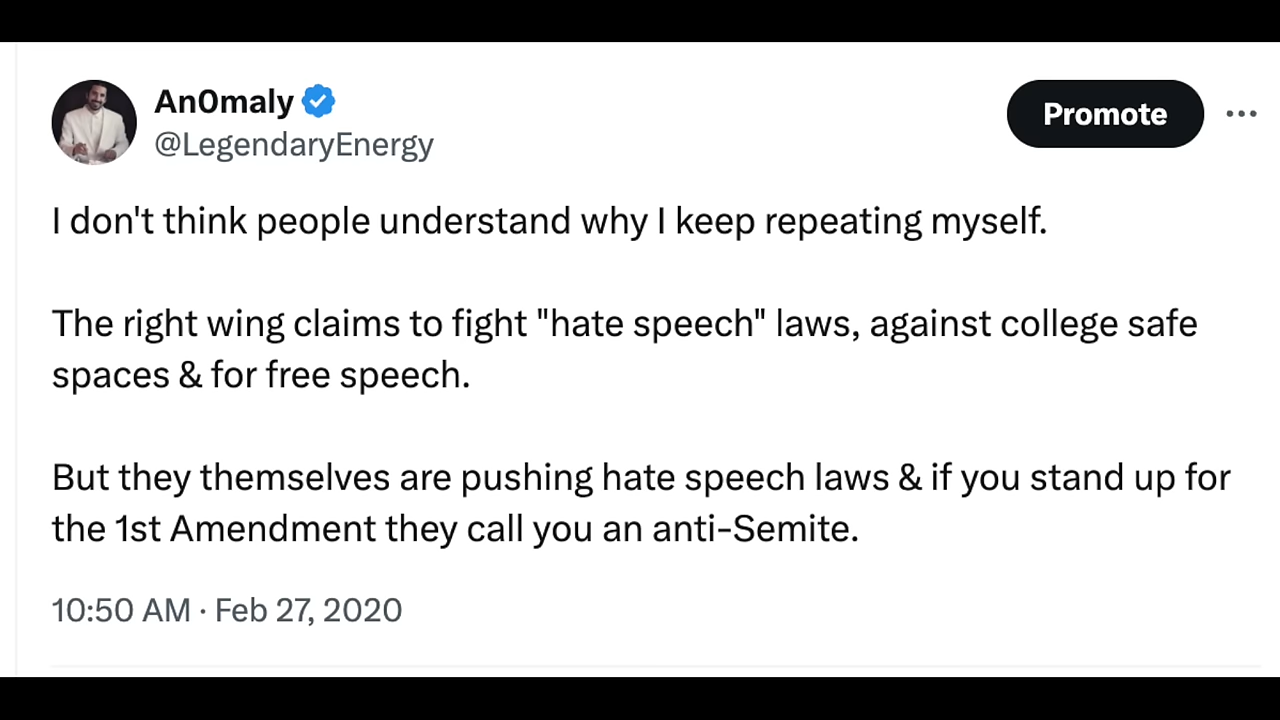 An0maly
@LegendaryEnergy
Promote
I don't think people understand why I keep repeating myself.
The right wing claims to fight "hate speech" laws, against college safe
spaces & for free speech.
But they themselves are pushing hate speech laws & if you stand up for
the 1st Amendment they call you an anti-Semite.
10:50 AM · Feb 27, 2020